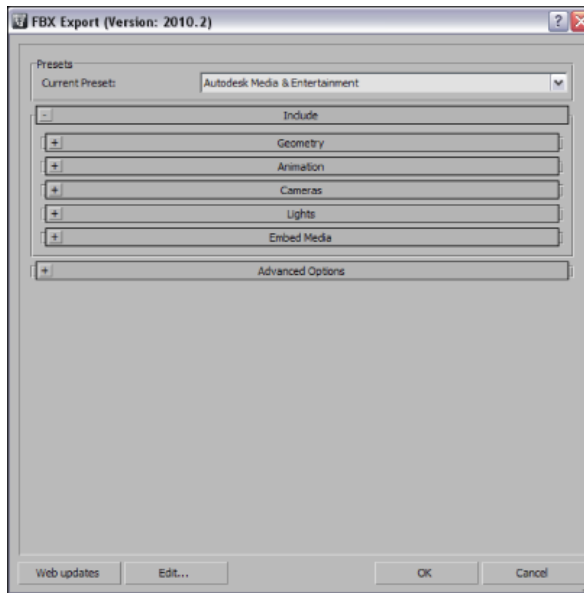 FBX Export (Version: 2010.2)
Presets
Current Preset: Autodesk Media & Entertainment
- Include
+ Geometry
+ Animation
+ Cameras
+ Lights
+ Embed Media
+ Advanced Options
Web updates Edit... OK Cancel